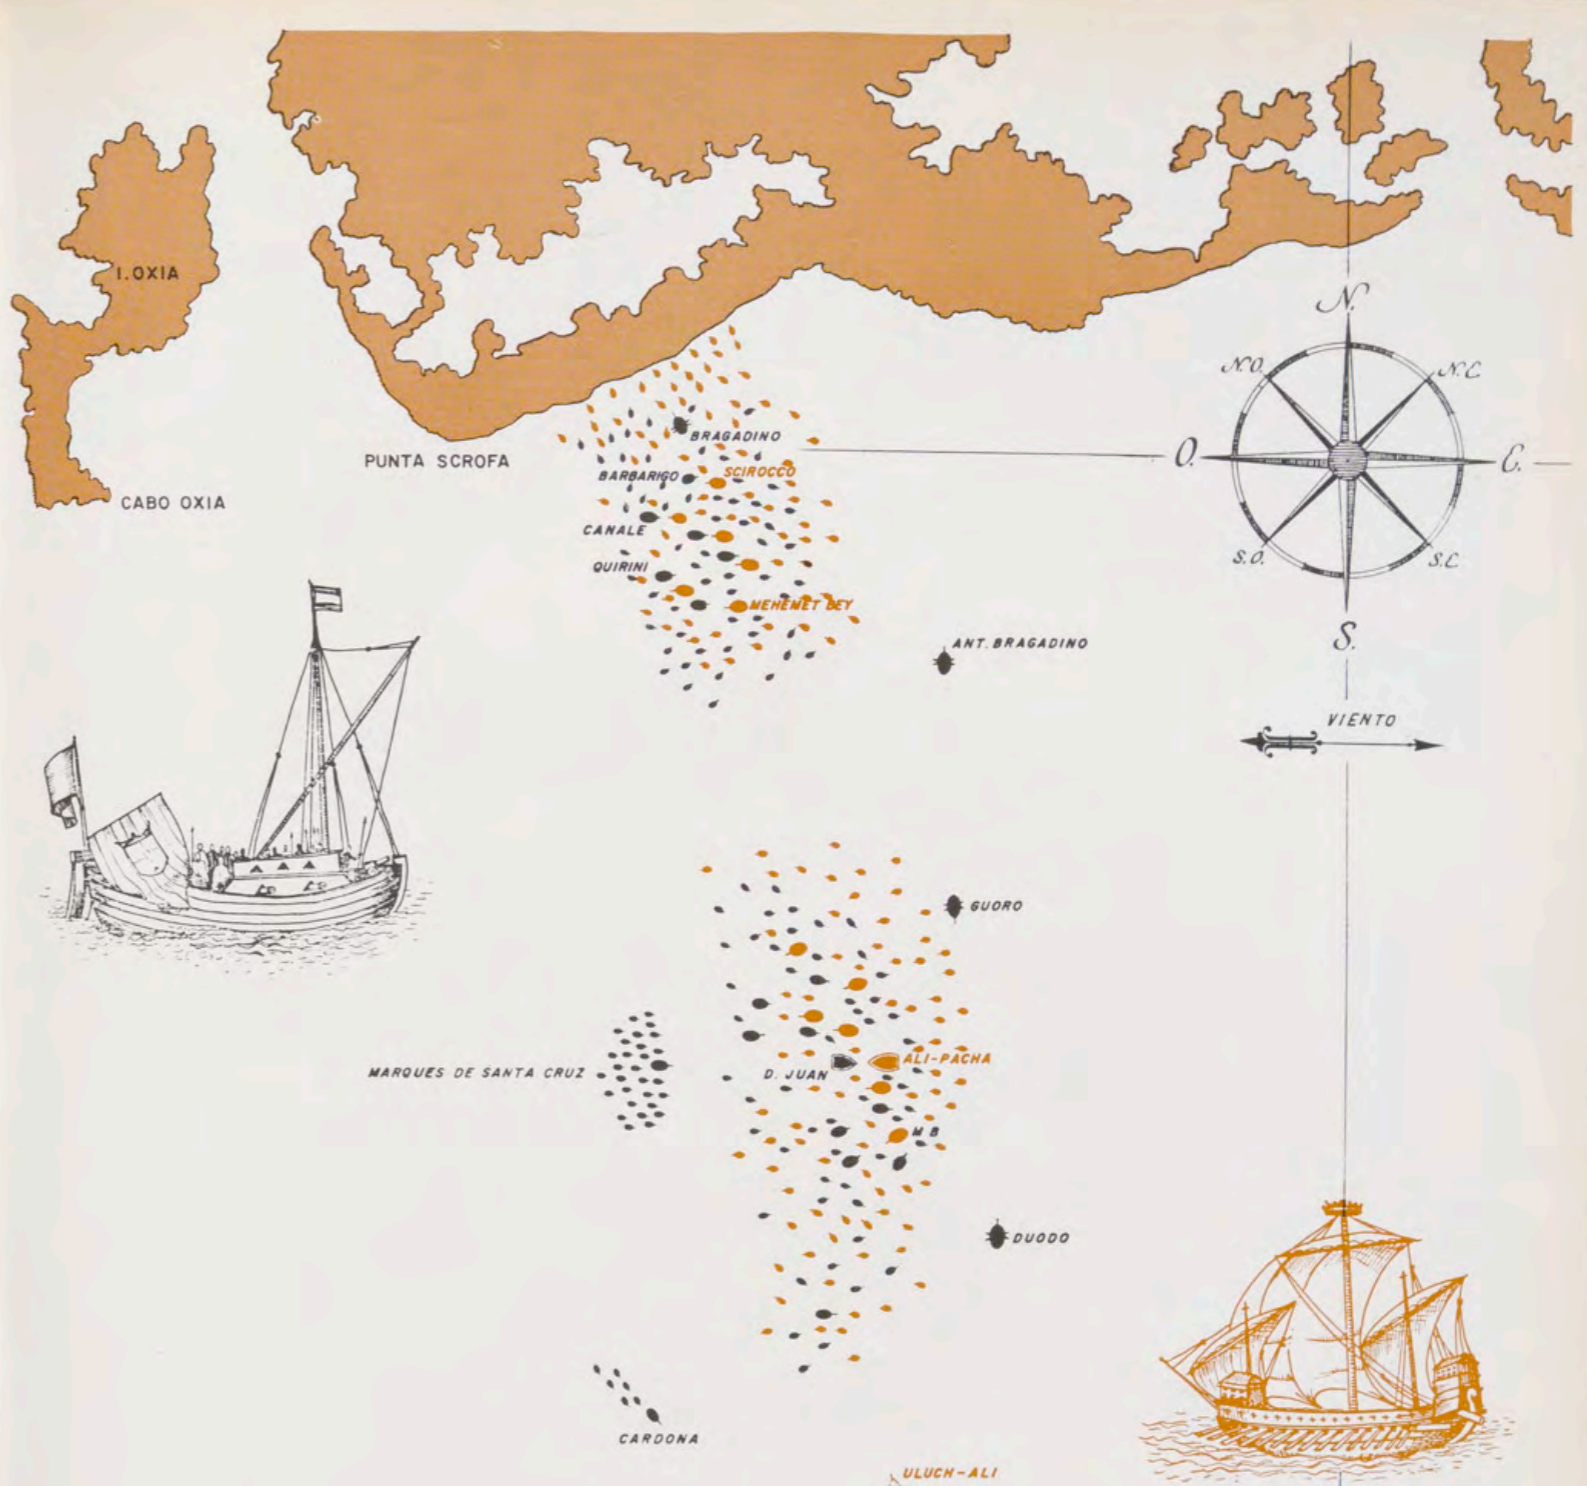 I. OXIA
CABO OXIA
PUNTA SCROFA
BRAGADINO
BARBARIGO
SCIROCCO
CANALE
QUIRINI
MEHEMET BEY
ANT. BRAGADINO
N.
N.O.
N.E.
O.
E.
S.O.
S.E.
S.
VIENTO
GUORO
MARQUES DE SANTA CRUZ
D. JUAN
ALI-PACHA
M B
DUODO
CARDONA
ULUCH-ALI